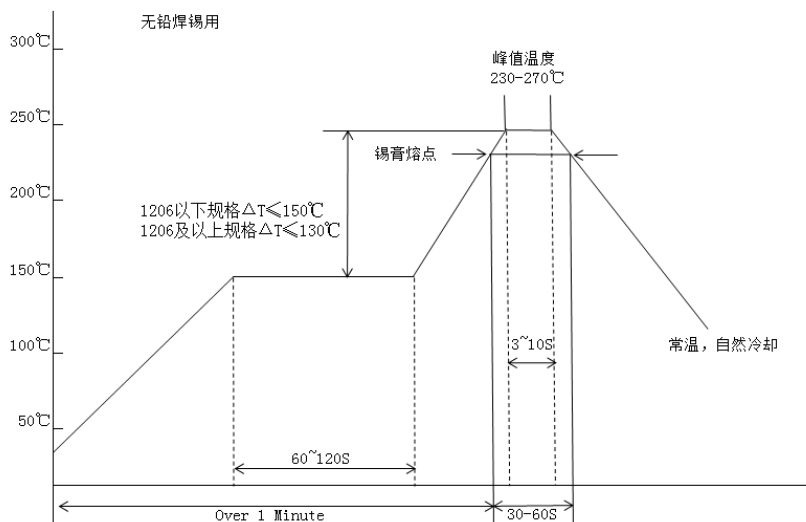 无铅焊锡用
300℃
峰值温度
230-270℃
250℃
锡膏熔点
200℃
1206以下规格△T≤150℃
1206及以上规格△T≤130℃
150℃
100℃
3~10S
常温,自然冷却
50℃
60~120S
Over 1 Minute
30-60S